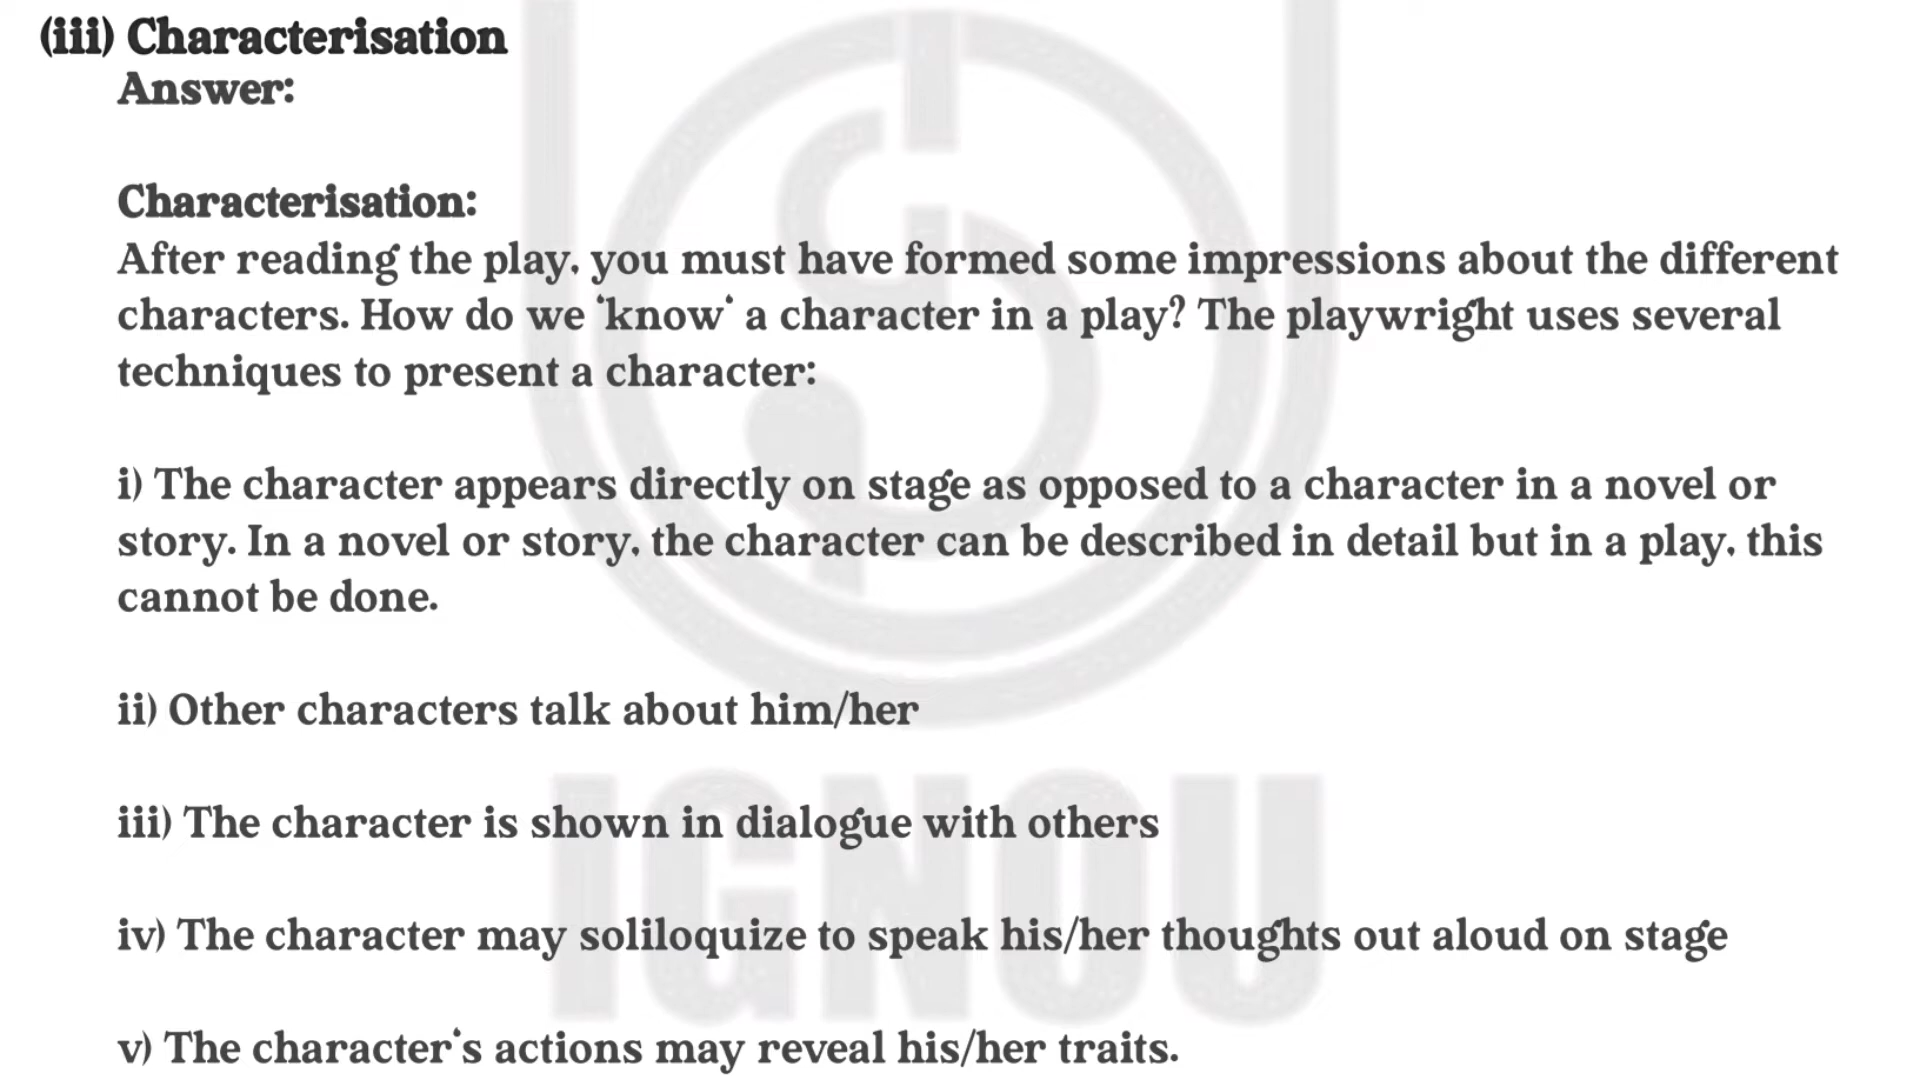 (iii) Characterisation
Answer:
Characterisation:
After reading the play, you must have formed some impressions about the different
characters. How do we ‘know‘ a character in a play? The playwright uses several
techniques to present a character:
i) The character appears directly on stage as opposed to a character in a novel or
story. In a novel or story, the character can be described in detail but in a play, this
cannot be done.
ii) Other characters talk about him/her
iii) The character is shown in dialogue with others
IGNOU
iv) The character may soliloquize to speak his/her thoughts out aloud on stage
v) The character‘s actions may reveal his/her traits.